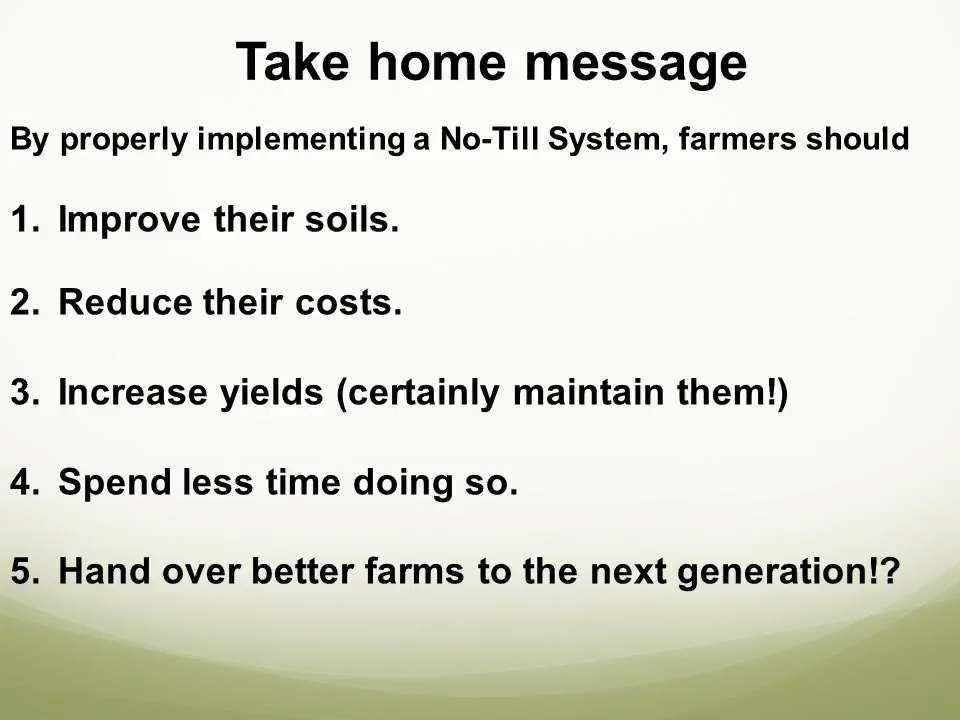 Take home message
By properly implementing a No-Till System, farmers should
1. Improve their soils.
2. Reduce their costs.
3. Increase yields (certainly maintain them!)
4. Spend less time doing so.
5. Hand over better farms to the next generation!?